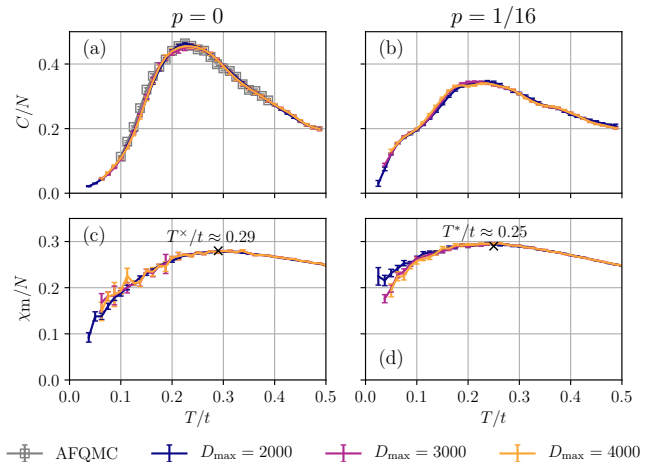 p = 0
p = 1/16
(a)
(b)
C/N
0.4
0.2
0.0
(c)
T×/t ≈ 0.29
T*/t ≈ 0.25
χm/N
0.3
0.2
0.1
0.0
(d)
0.0 0.1 0.2 0.3 0.4 0.5
0.0 0.1 0.2 0.3 0.4 0.5
T/t
T/t
AFQMC
Dmax = 2000
Dmax = 3000
Dmax = 4000